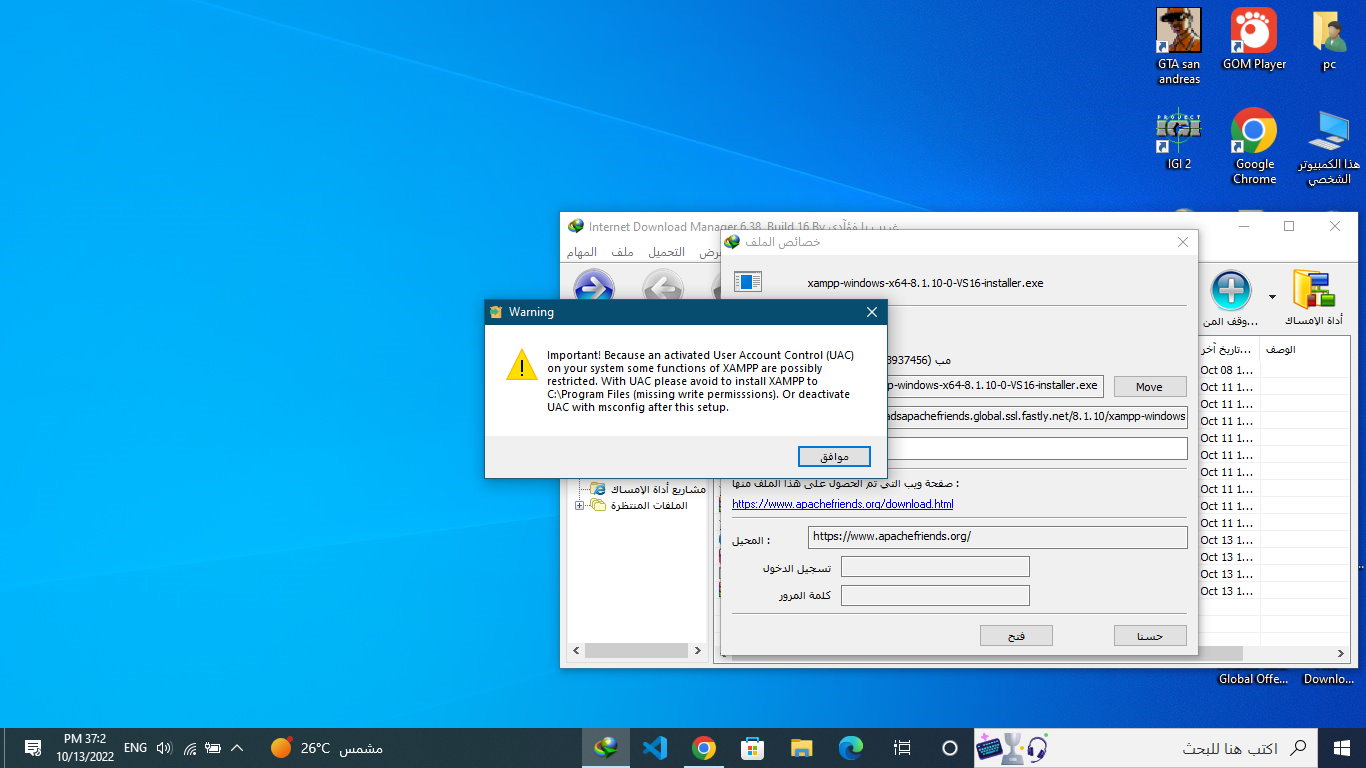 GTA san
andreas
GOM Player
pc
IGI 2
Google
Chrome
هذا الكمبيوتر
الشخصي
Internet Download Manager 6.38 Build 16 By
المهام
ملف
التحميل
خصائص الملف
xampp-windows-x64-8.1.10-0-VS16-installer.exe
وقف المن...
أداة الإمساك
Warning
Important! Because an activated User Account Control (UAC)
on your system some functions of XAMPP are possibly
restricted. With UAC please avoid to install XAMPP to
C:\Program Files (missing write permisssions). Or deactivate
UAC with msconfig after this setup.
موافق
مب (3937456
p-windows-x64-8.1.10-0-VS16-installer.exe
Move
adsapachefriends.global.ssl.fastly.net/8.1.10/xampp-windows
صفحة ويب التي تم الحصول على هذا الملف منها :
https://www.apachefriends.org/download.html
المحيل :
https://www.apachefriends.org/
تسجيل الدخول
كلمة المرور
فتح
حسنا
تاريخ آخر...
الوصف
Oct 08 1...
Oct 11 1...
Oct 11 1...
Oct 11 1...
Oct 11 1...
Oct 11 1...
Oct 11 1...
Oct 11 1...
Oct 11 1...
Oct 11 1...
Oct 13 1...
Oct 13 1...
Oct 13 1...
Oct 13 1...
مشاريع أداة الإمساك
الملفات المنتظرة
Global Offe...
Downlo...
PM 37:2
10/13/2022
ENG
26°C مشمس
اكتب هنا للبحث